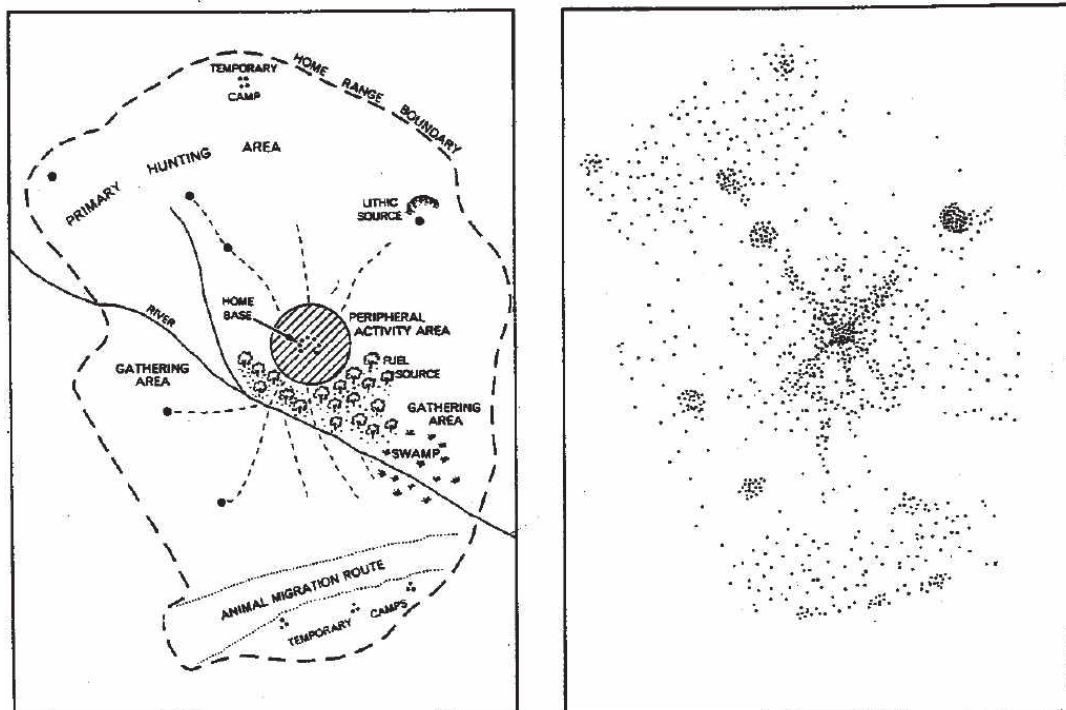 HOME RANGE BOUNDARY
TEMPORARY
CAMP
PRIMARY HUNTING AREA
LITHIC
SOURCE
HOME
BASE
RIVER
PERIPHERAL
ACTIVITY AREA
FUEL
SOURCE
GATHERING
AREA
GATHERING
AREA
SWAMP
ANIMAL MIGRATION ROUTE
TEMPORARY CAMPS